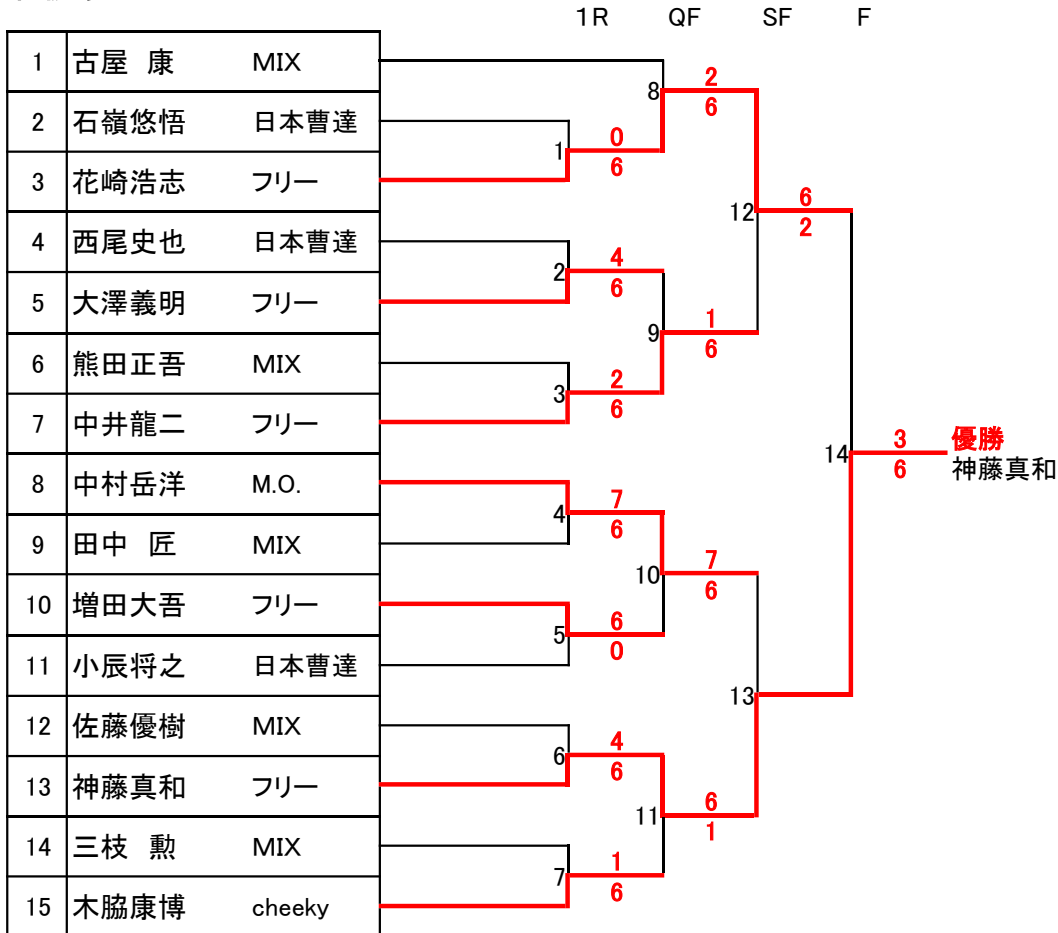 1R QF SF F
1 古屋 康 MIX
2 石嶺悠悟 日本曹達
3 花崎浩志 フリー
4 西尾史也 日本曹達
5 大澤義明 フリー
6 熊田正吾 MIX
7 中井龍二 フリー
8 中村岳洋 M.O.
9 田中 匠 MIX
10 増田大吾 フリー
11 小辰将之 日本曹達
12 佐藤優樹 MIX
13 神藤真和 フリー
14 三枝 勲 MIX
15 木脇康博 cheeky
1 0 6
2 4 6
3 2 6
4 7 6
5 6 0
6 4 6
7 1 6
8 2 6
9 1 6
10 7 6
11 6 1
12 6 2
13
14 3 6
優勝
神藤真和